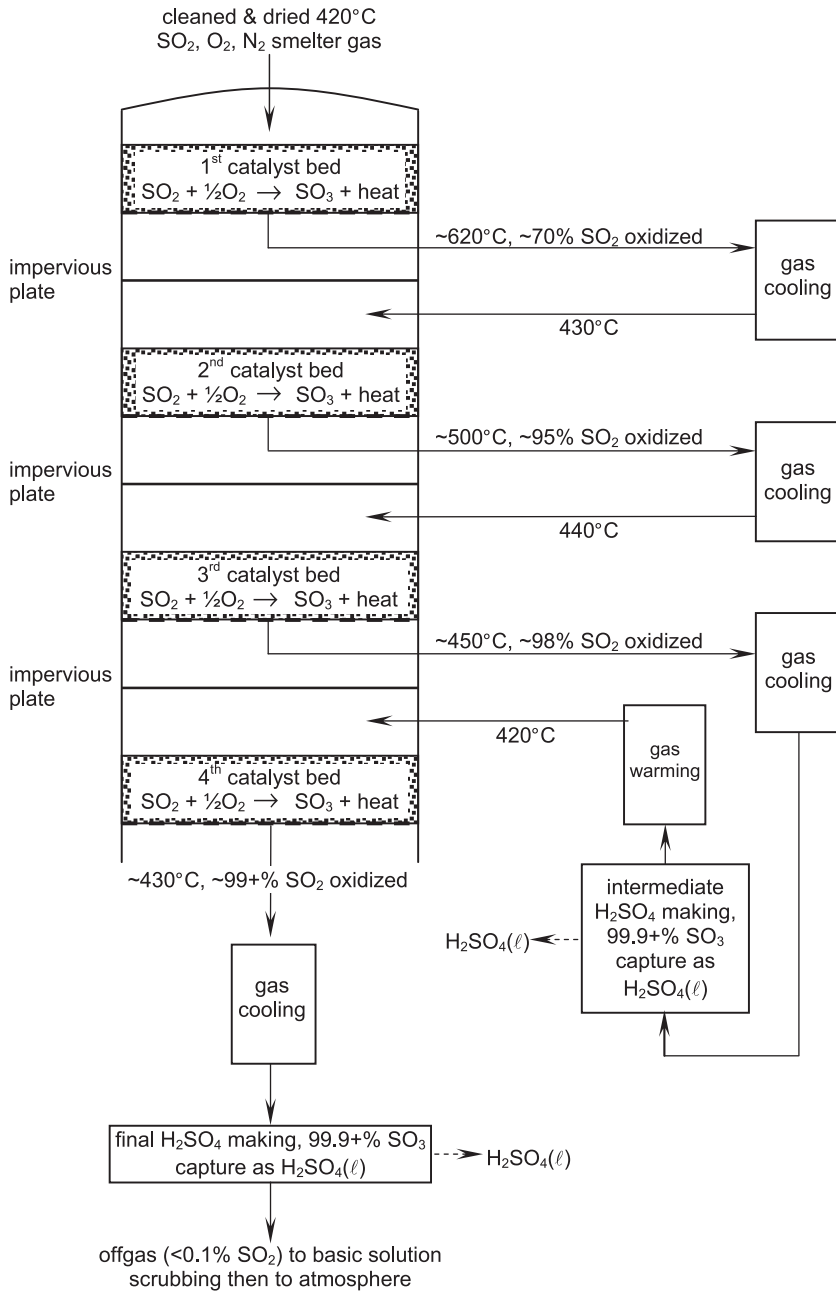 cleaned & dried 420°C
SO₂, O₂, N₂ smelter gas
1ˢᵗ catalyst bed
SO₂ + ½O₂ → SO₃ + heat
~620°C, ~70% SO₂ oxidized
gas
cooling
impervious
plate
430°C
2ⁿᵈ catalyst bed
SO₂ + ½O₂ → SO₃ + heat
~500°C, ~95% SO₂ oxidized
gas
cooling
impervious
plate
440°C
3ʳᵈ catalyst bed
SO₂ + ½O₂ → SO₃ + heat
~450°C, ~98% SO₂ oxidized
gas
cooling
impervious
plate
420°C
gas
warming
4ᵗʰ catalyst bed
SO₂ + ½O₂ → SO₃ + heat
~430°C, ~99+% SO₂ oxidized
intermediate
H₂SO₄ making,
99.9+% SO₃
capture as
H₂SO₄(ℓ)
H₂SO₄(ℓ)
gas
cooling
final H₂SO₄ making, 99.9+% SO₃
capture as H₂SO₄(ℓ)
H₂SO₄(ℓ)
offgas (<0.1% SO₂) to basic solution
scrubbing then to atmosphere